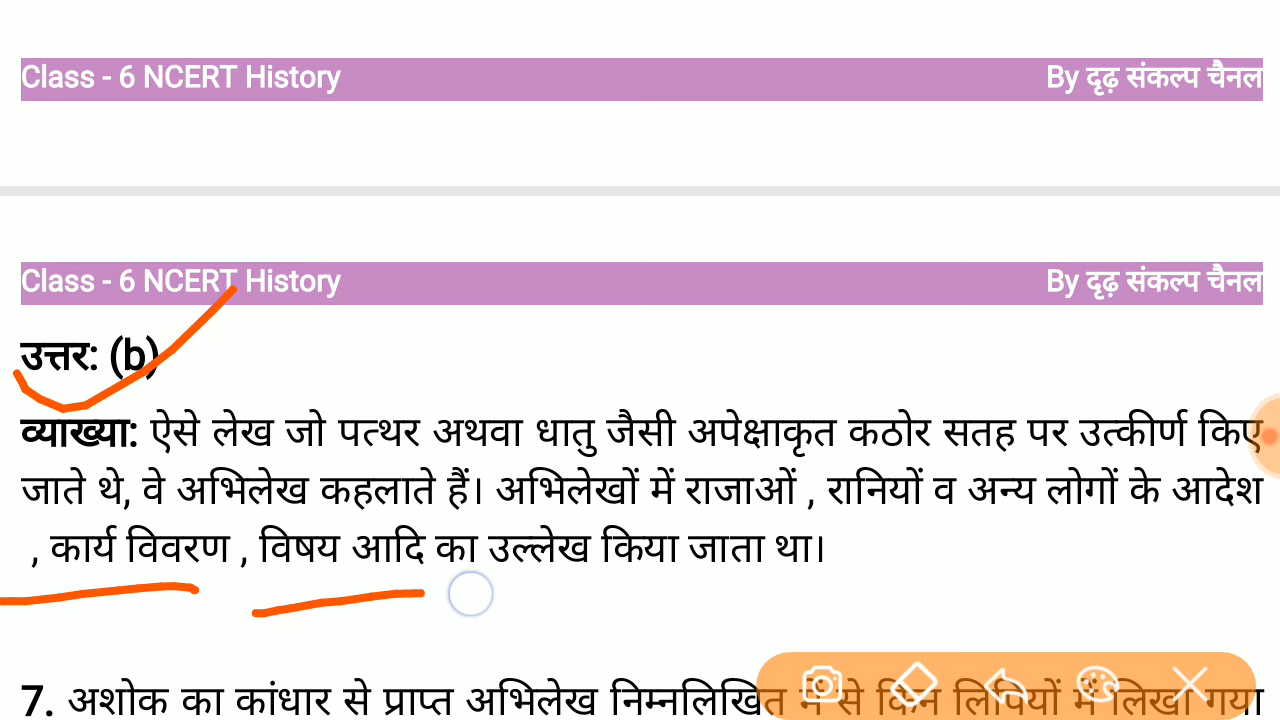 Class - 6 NCERT History By दृढ़ संकल्प चैनल
Class - 6 NCERT History By दृढ़ संकल्प चैनल
उत्तर: (b)
व्याख्या: ऐसे लेख जो पत्थर अथवा धातु जैसी अपेक्षाकृत कठोर सतह पर उत्कीर्ण किए
जाते थे, वे अभिलेख कहलाते हैं। अभिलेखों में राजाओं , रानियों व अन्य लोगों के आदेश
, कार्य विवरण , विषय आदि का उल्लेख किया जाता था।
7. अशोक का कांधार से प्राप्त अभिलेख निम्नलिखित में से किन लिपियों में लिखा गया